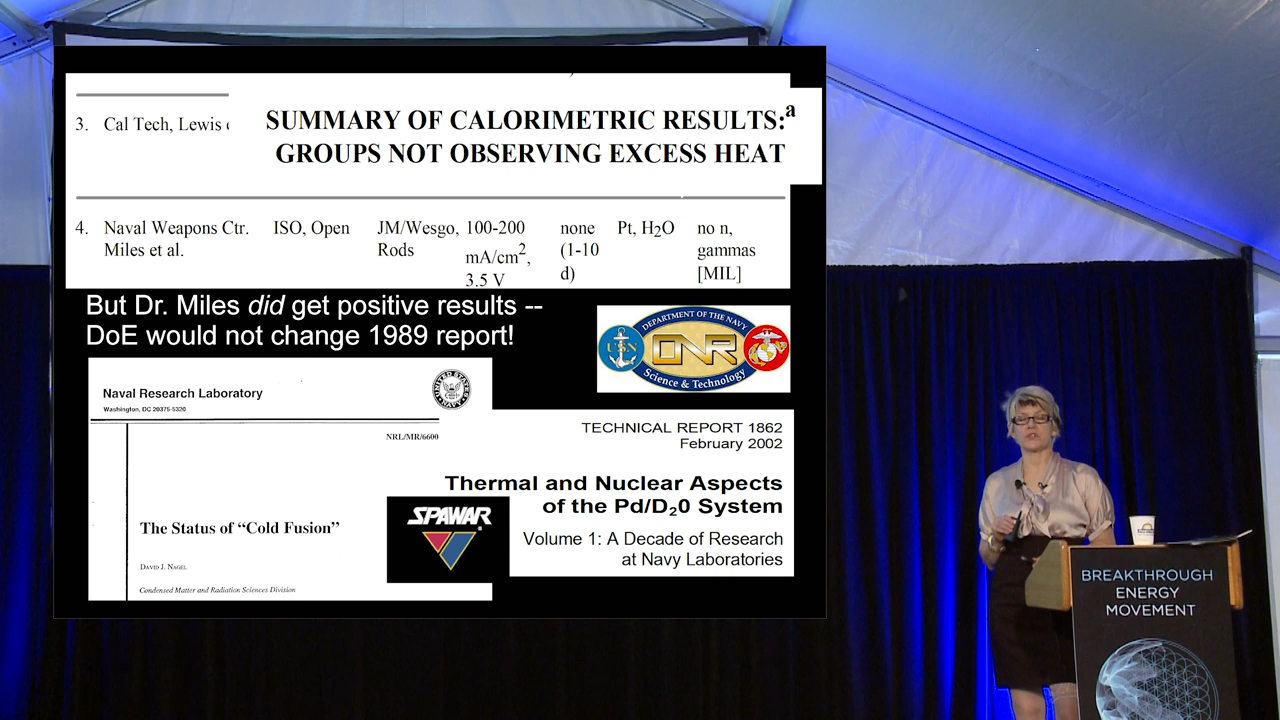 3. Cal Tech, Lewis
SUMMARY OF CALORIMETRIC RESULTS:a
GROUPS NOT OBSERVING EXCESS HEAT
4. Naval Weapons Ctr. ISO, Open JM/Wesgo, 100-200 none Pt, H2O no n,
Miles et al. Rods mA/cm2, (1-10 gammas
3.5 V d) [MIL]
But Dr. Miles did get positive results --
DoE would not change 1989 report!
DEPARTMENT OF THE NAVY
USN ONR
Science & Technology
Naval Research Laboratory
Washington, DC 20375-5320
NRL/MR/6600
The Status of "Cold Fusion"
DAVID J. NAGEL
Condensed Matter and Radiation Sciences Division
SPAWAR
TECHNICAL REPORT 1862
February 2002
Thermal and Nuclear Aspects
of the Pd/D₂0 System
Volume 1: A Decade of Research
at Navy Laboratories
BREAKTHROUGH
ENERGY
MOVEMENT